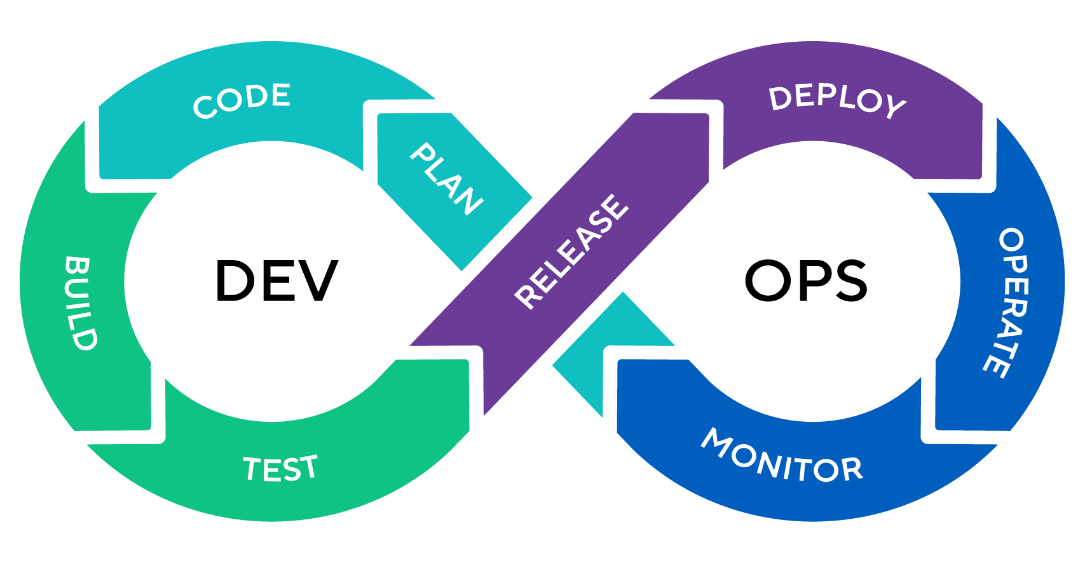 PLAN
CODE
BUILD
TEST
RELEASE
DEPLOY
OPERATE
MONITOR
DEV
OPS